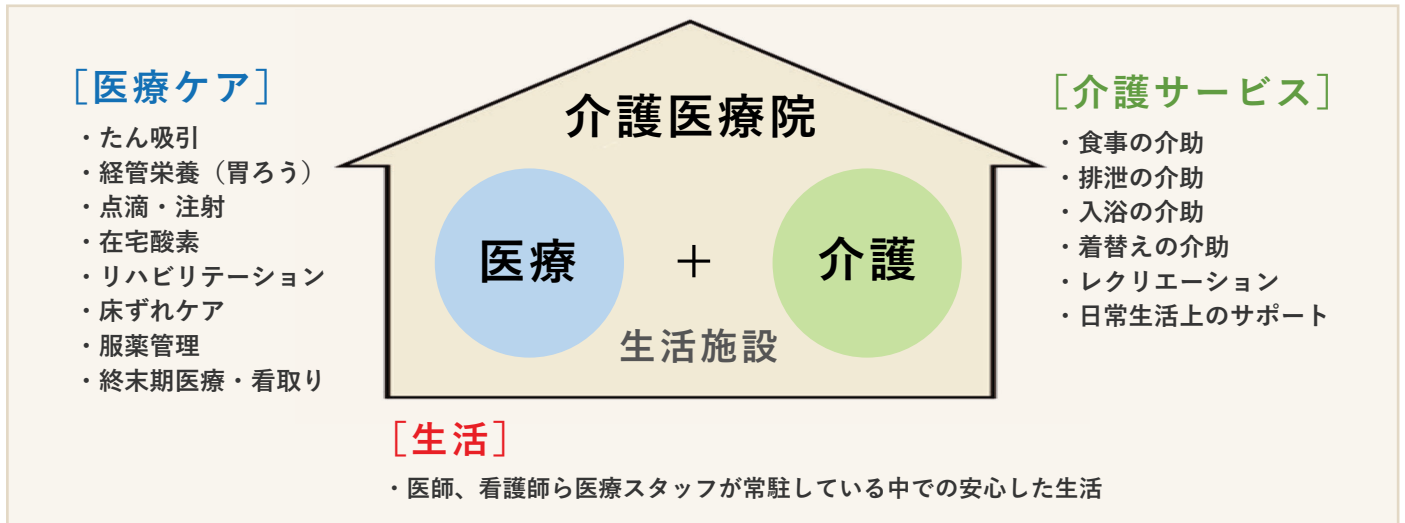 [医療ケア]
・たん吸引
・経管栄養（胃ろう）
・点滴・注射
・在宅酸素
・リハビリテーション
・床ずれケア
・服薬管理
・終末期医療・看取り
介護医療院
医療
+
介護
生活施設
[介護サービス]
・食事の介助
・排泄の介助
・入浴の介助
・着替えの介助
・レクリエーション
・日常生活上のサポート
[生活]
・医師、看護師ら医療スタッフが常駐している中での安心した生活